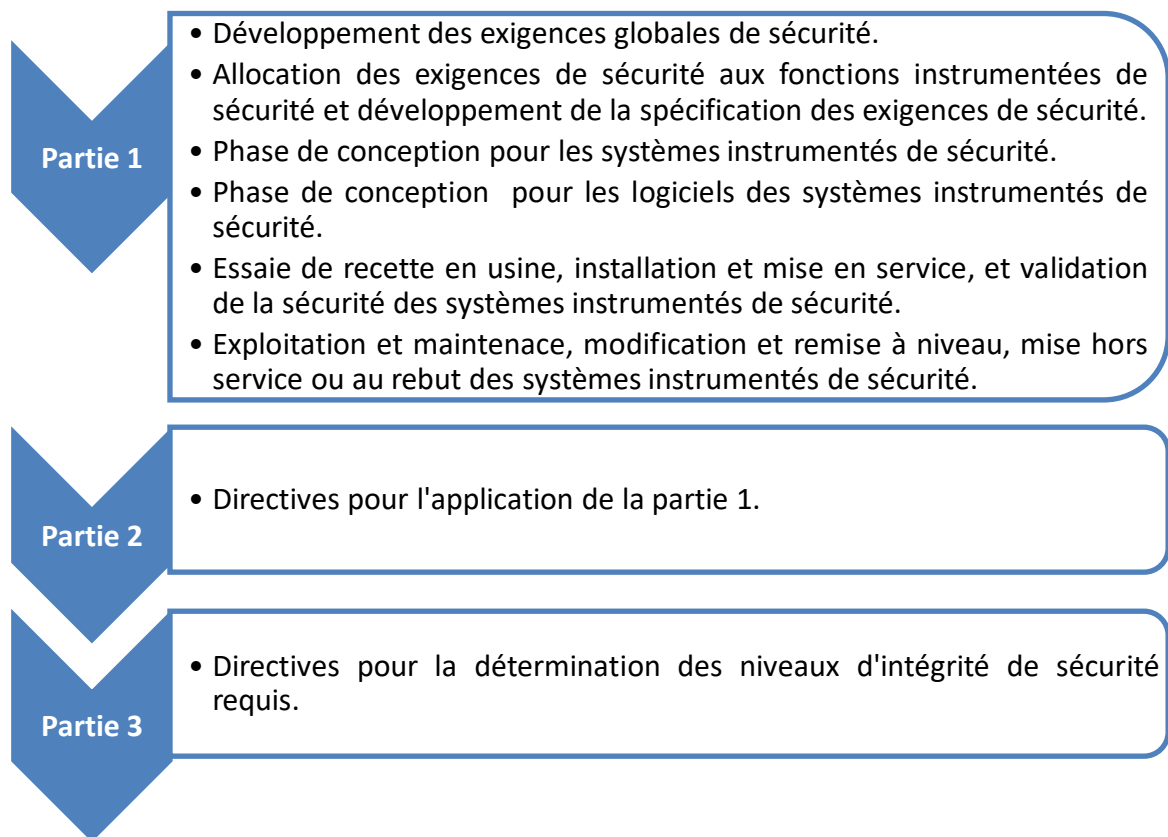 Partie 1
• Développement des exigences globales de sécurité.
• Allocation des exigences de sécurité aux fonctions instrumentées de
sécurité et développement de la spécification des exigences de sécurité.
• Phase de conception pour les systèmes instrumentés de sécurité.
• Phase de conception pour les logiciels des systèmes instrumentés de
sécurité.
• Essaie de recette en usine, installation et mise en service, et validation
de la sécurité des systèmes instrumentés de sécurité.
• Exploitation et maintenace, modification et remise à niveau, mise hors
service ou au rebut des systèmes instrumentés de sécurité.
Partie 2
• Directives pour l'application de la partie 1.
Partie 3
• Directives pour la détermination des niveaux d'intégrité de sécurité
requis.